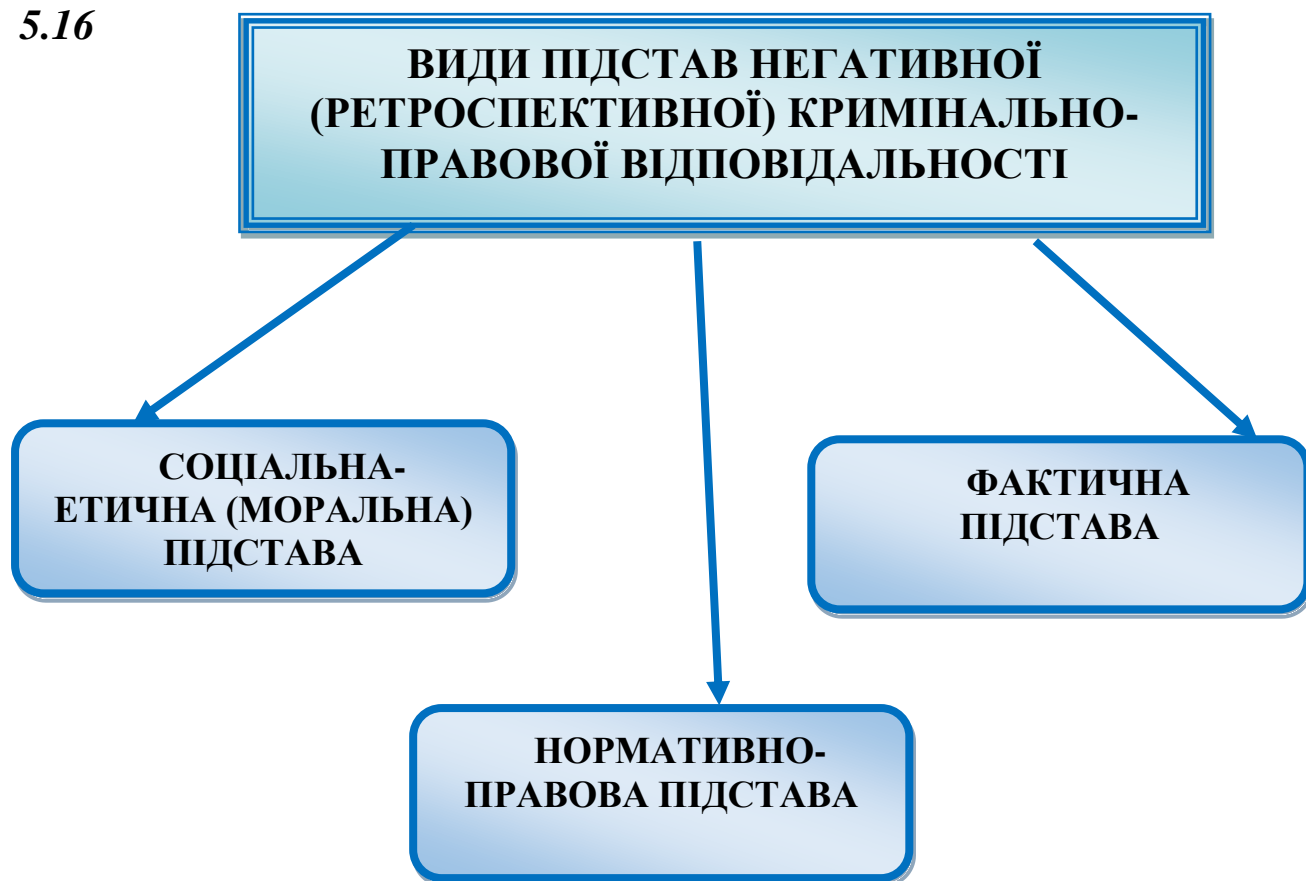 5.16
ВИДИ ПІДСТАВ НЕГАТИВНОЇ
(РЕТРОСПЕКТИВНОЇ) КРИМІНАЛЬНО-
ПРАВОВОЇ ВІДПОВІДАЛЬНОСТІ
СОЦІАЛЬНА-
ЕТИЧНА (МОРАЛЬНА)
ПІДСТАВА
ФАКТИЧНА
ПІДСТАВА
НОРМАТИВНО-
ПРАВОВА ПІДСТАВА